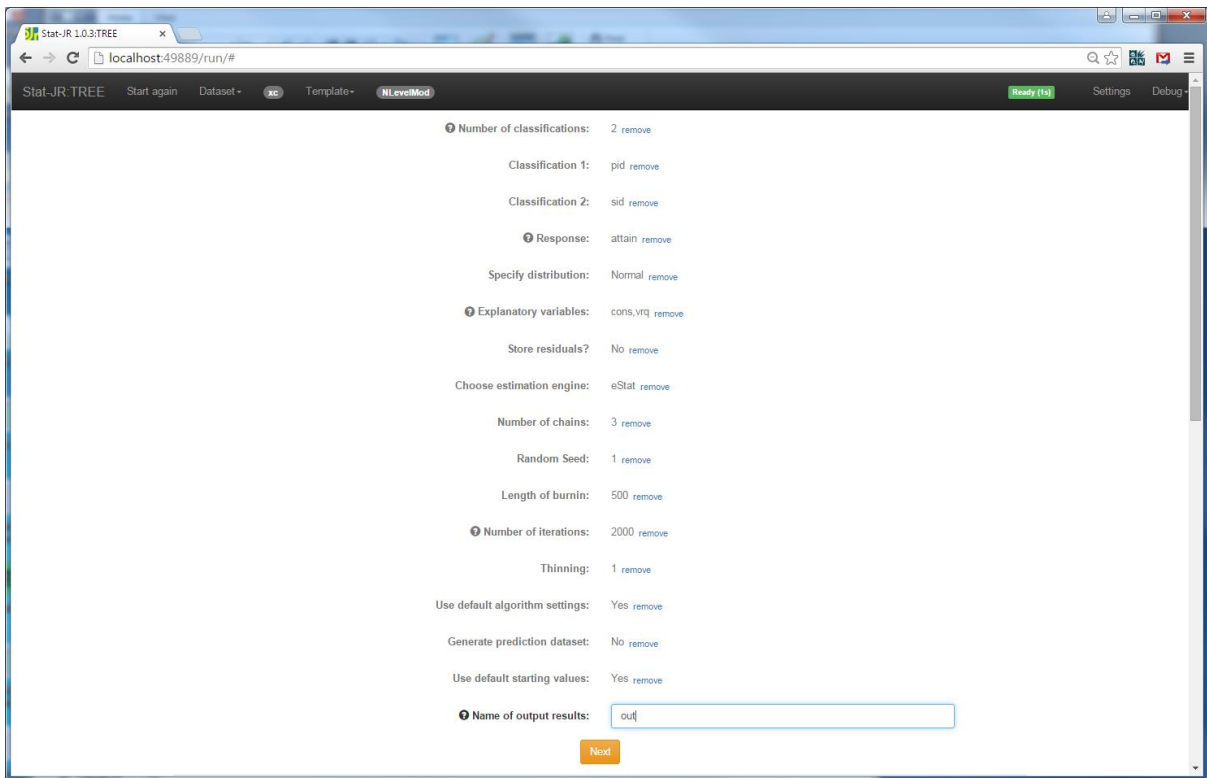 Stat-JR 1.0.3:TREE
localhost:49889/run/#
Stat-JR:TREE Start again Dataset xc Template NLevelMod Ready (1s) Settings Debug
Number of classifications: 2 remove
Classification 1: pid remove
Classification 2: sid remove
Response: attain remove
Specify distribution: Normal remove
Explanatory variables: cons,vrq remove
Store residuals? No remove
Choose estimation engine: eStat remove
Number of chains: 3 remove
Random Seed: 1 remove
Length of burnin: 500 remove
Number of iterations: 2000 remove
Thinning: 1 remove
Use default algorithm settings: Yes remove
Generate prediction dataset: No remove
Use default starting values: Yes remove
Name of output results: out
Next